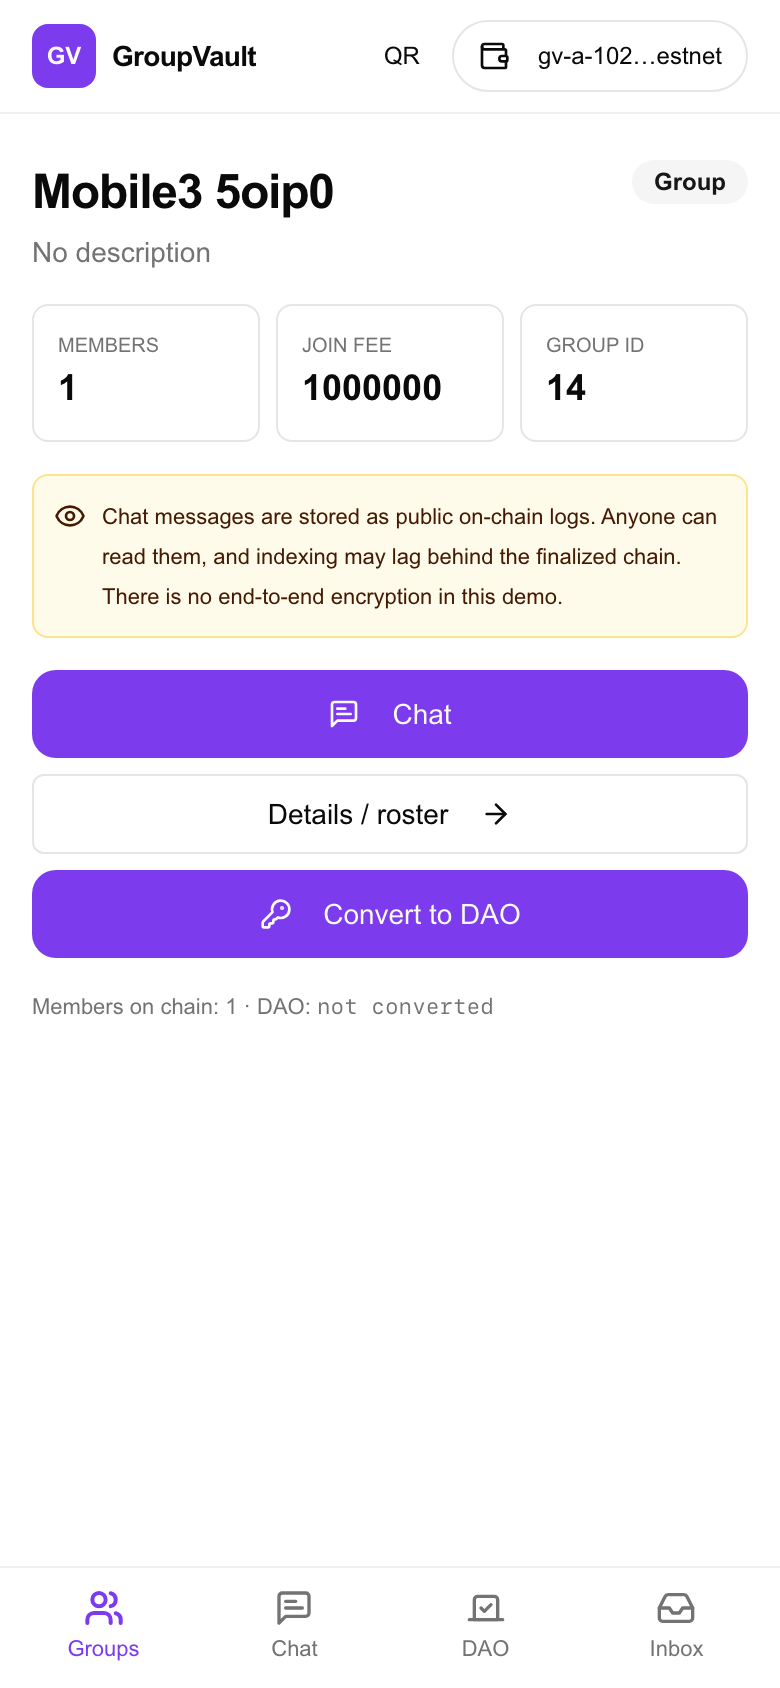 GV GroupVault QR gv-a-102…estnet
Mobile3 5oip0 Group
No description
MEMBERS JOIN FEE GROUP ID
1 1000000 14
Chat messages are stored as public on-chain logs. Anyone can
read them, and indexing may lag behind the finalized chain.
There is no end-to-end encryption in this demo.
Chat
Details / roster
Convert to DAO
Members on chain: 1 · DAO: not converted
Groups Chat DAO Inbox